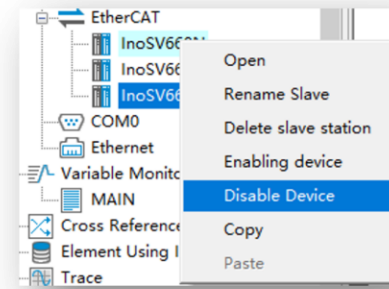 EtherCAT
InoSV660N
InoSV66
InoSV66
COM0
Ethernet
Variable Monito
MAIN
Cross Reference
Element Using I
Trace
Open
Rename Slave
Delete slave station
Enabling device
Disable Device
Copy
Paste